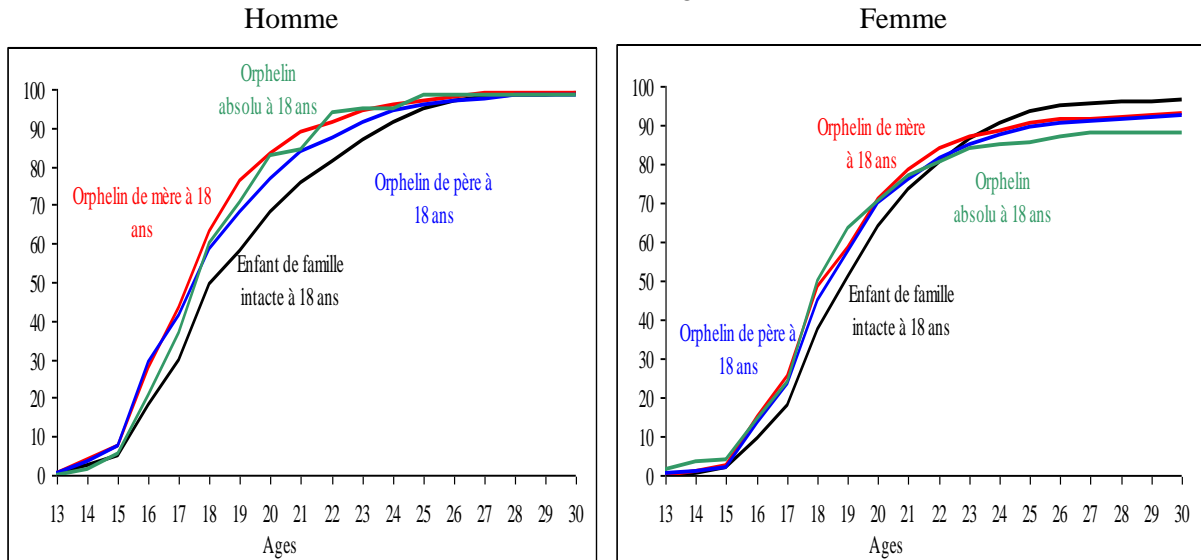 Homme
Femme
100
90
80
70
60
50
40
30
20
10
0
Orphelin
absolu à 18 ans
Orphelin de mère à 18
ans
Orphelin de père à
18 ans
Enfant de famille
intacte à 18 ans
13 14 15 16 17 18 19 20 21 22 23 24 25 26 27 28 29 30
Ages
100
90
80
70
60
50
40
30
20
10
0
Orphelin de mère
à 18 ans
Orphelin
absolu à 18 ans
Enfant de famille
intacte à 18 ans
Orphelin de père à
18 ans
13 14 15 16 17 18 19 20 21 22 23 24 25 26 27 28 29 30
Ages